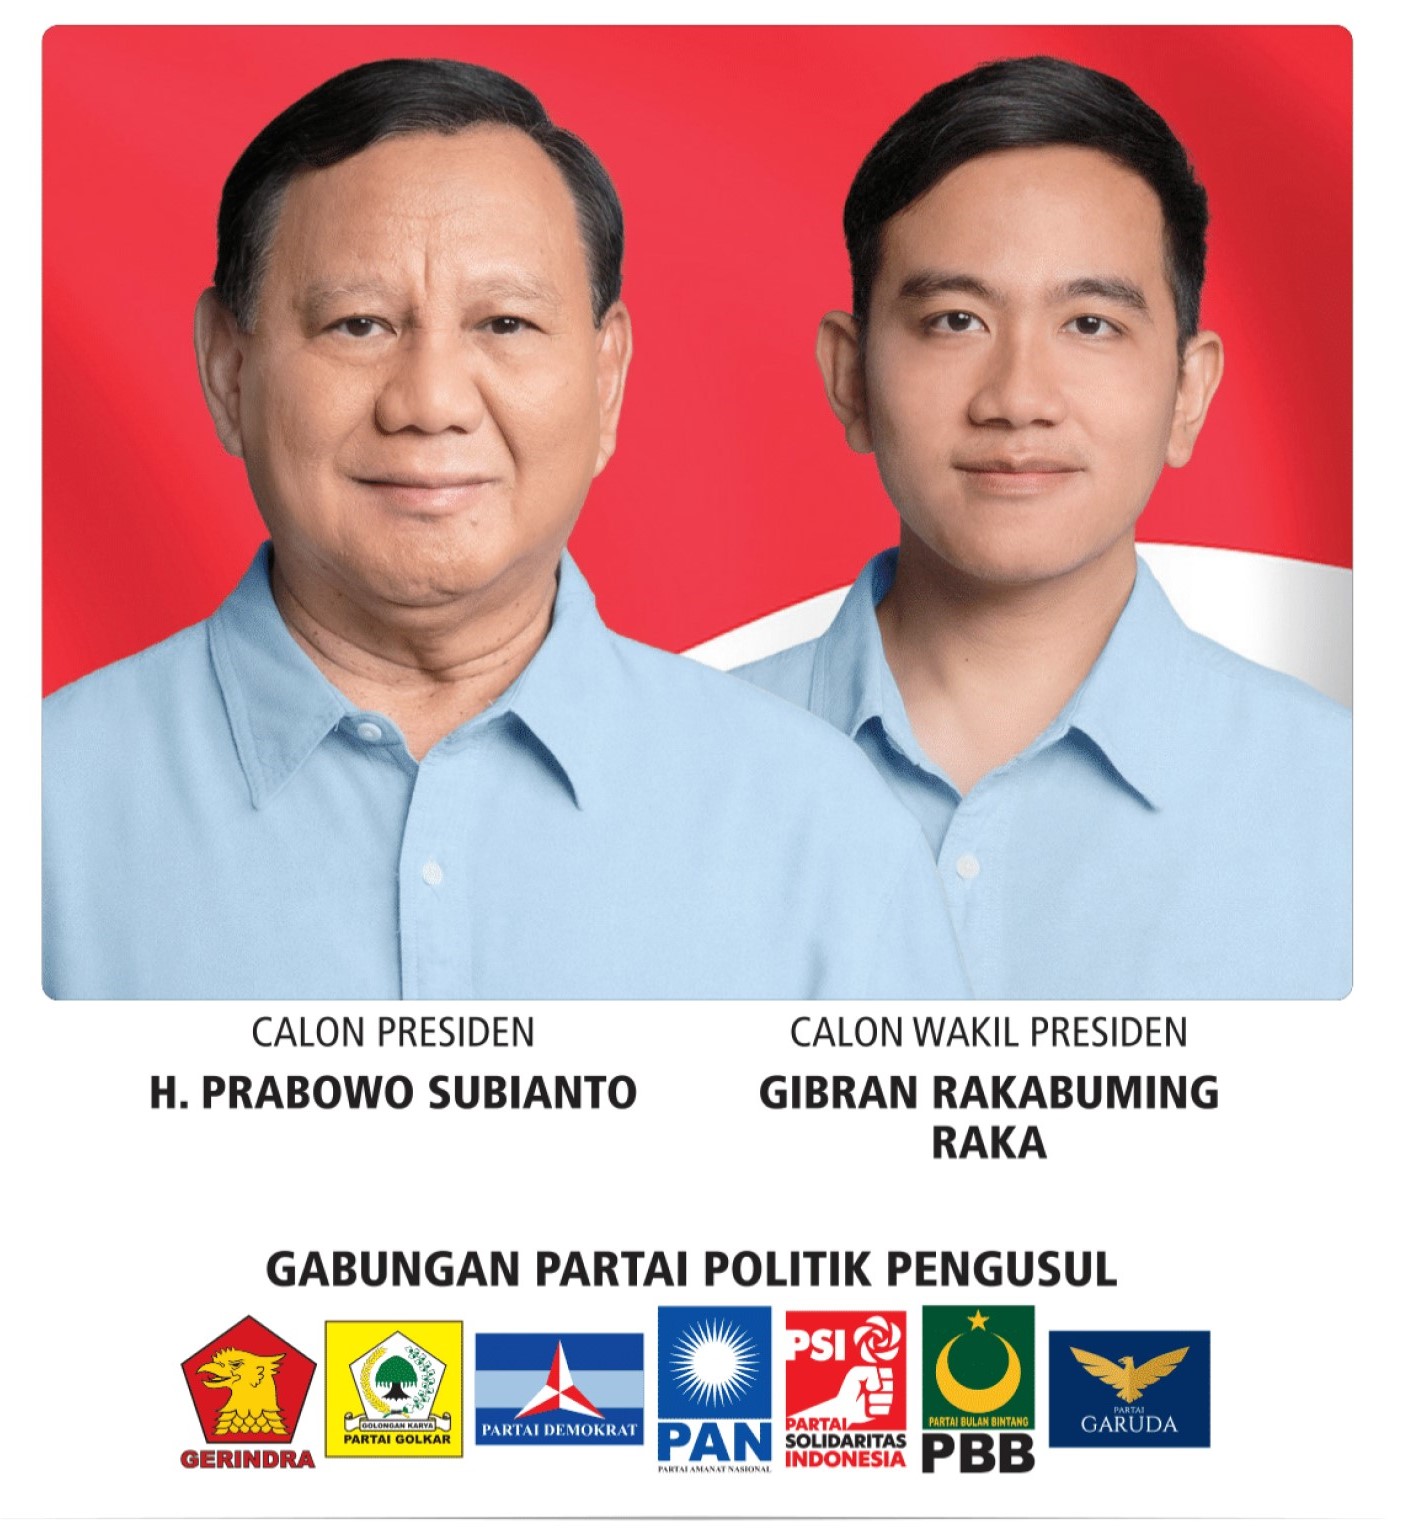 CALON PRESIDEN
H. PRABOWO SUBIANTO
CALON WAKIL PRESIDEN
GIBRAN RAKABUMING
RAKA
GABUNGAN PARTAI POLITIK PENGUSUL
GERINDRA
GOLONGAN KARYA
PARTAI GOLKAR
PARTAI DEMOKRAT
PAN
PARTAI AMANAT NASIONAL
PSI
PARTAI
SOLIDARITAS
INDONESIA
PARTAI BULAN BINTANG
PBB
PARTAI
GARUDA